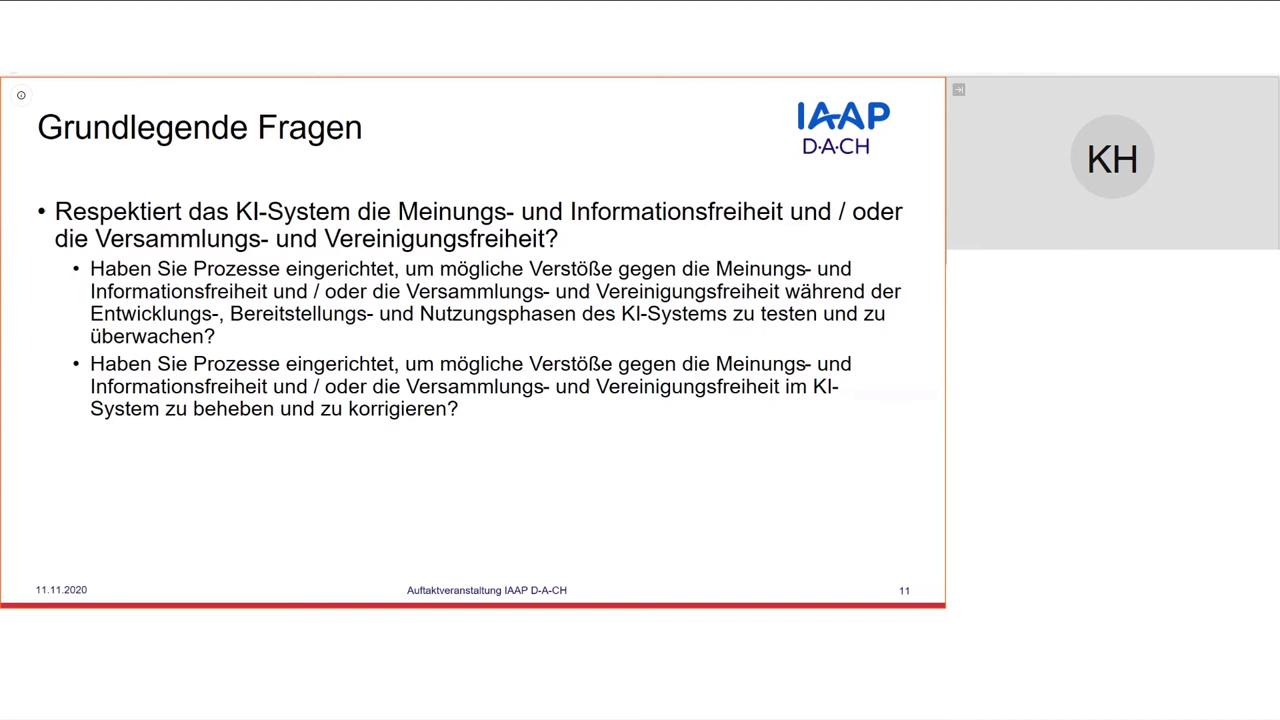 Grundlegende Fragen
IAAP
D·A·CH
KH
• Respektiert das KI-System die Meinungs- und Informationsfreiheit und / oder
die Versammlungs- und Vereinigungsfreiheit?
• Haben Sie Prozesse eingerichtet, um mögliche Verstöße gegen die Meinungs- und
Informationsfreiheit und / oder die Versammlungs- und Vereinigungsfreiheit während der
Entwicklungs-, Bereitstellungs- und Nutzungsphasen des KI-Systems zu testen und zu
überwachen?
• Haben Sie Prozesse eingerichtet, um mögliche Verstöße gegen die Meinungs- und
Informationsfreiheit und / oder die Versammlungs- und Vereinigungsfreiheit im KI-
System zu beheben und zu korrigieren?
11.11.2020
Auftaktveranstaltung IAAP D-A-CH
11